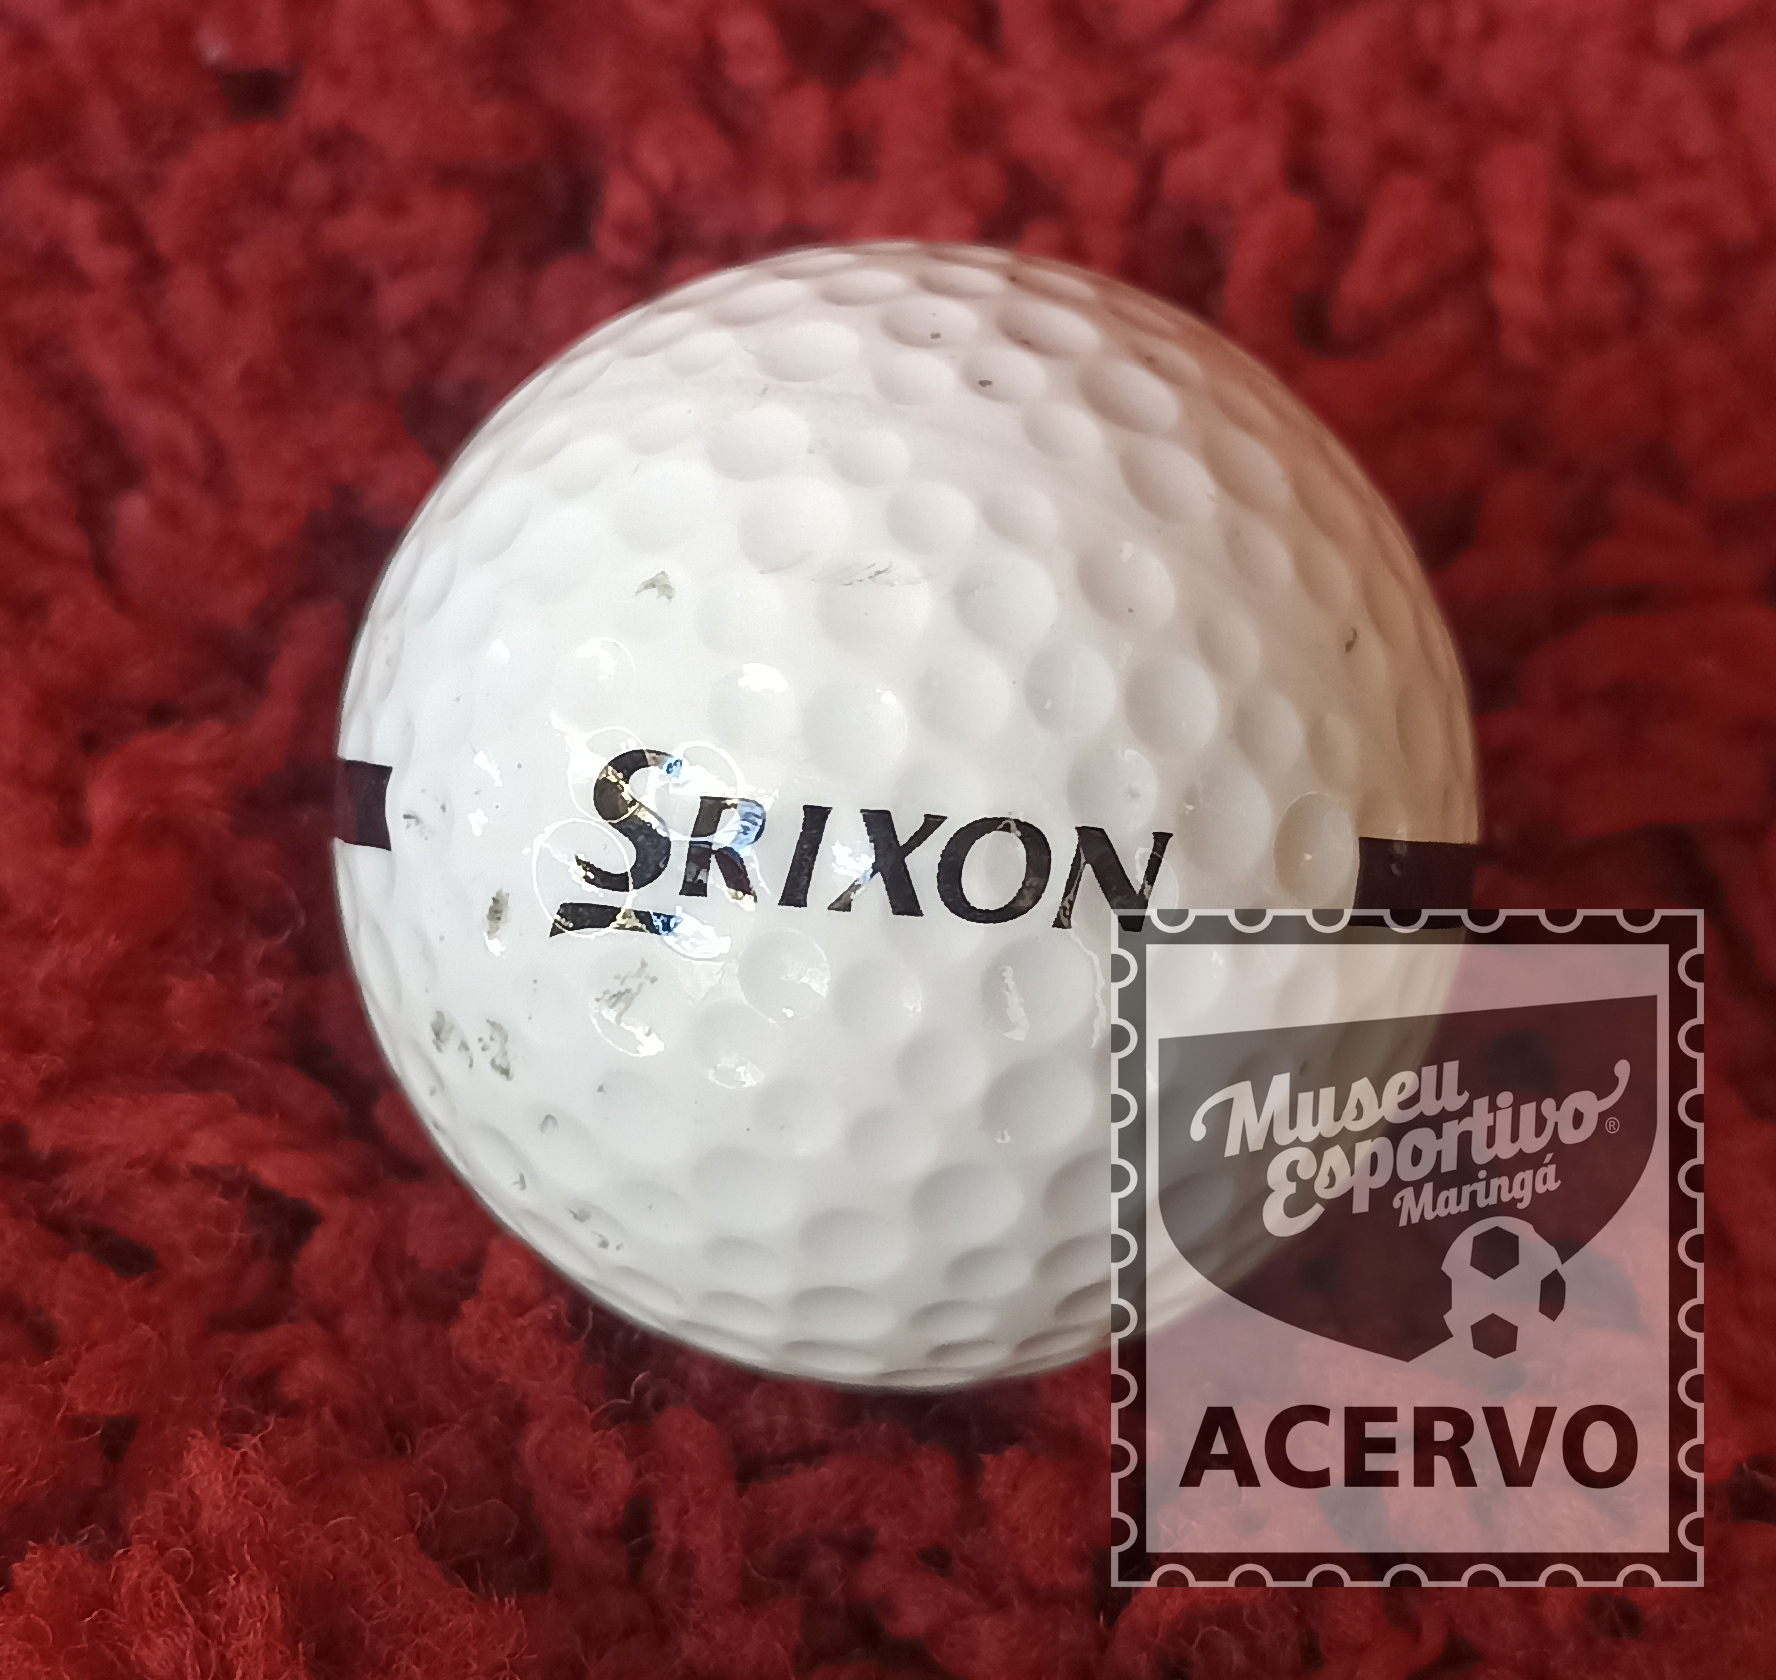 SRIXON
Museu
Esportivo®
Maringá
ACERVO